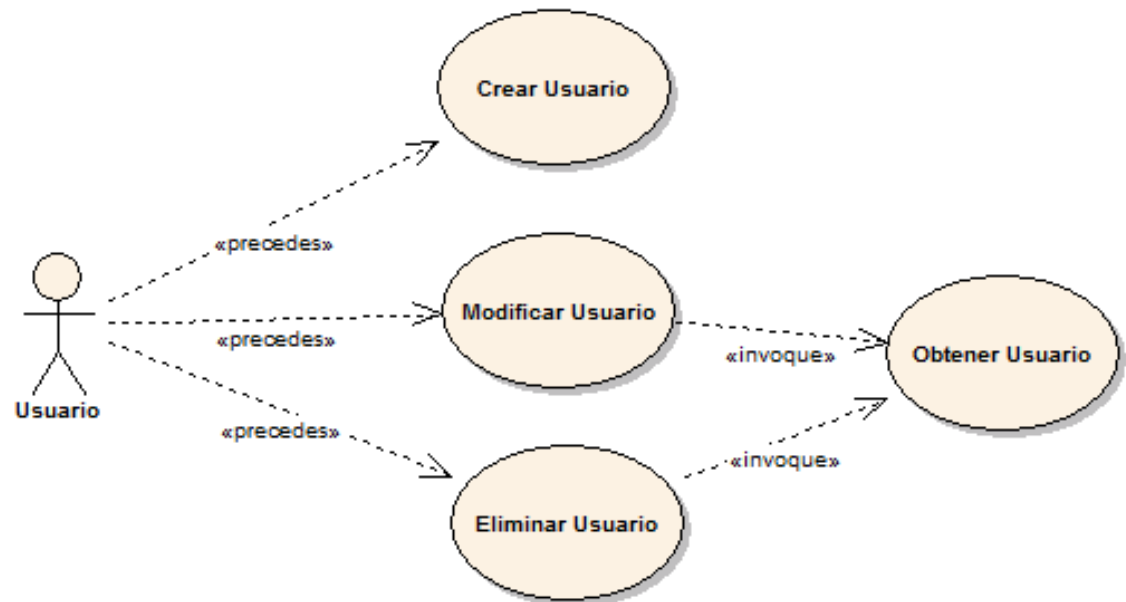 Crear Usuario
«precedes»
Modificar Usuario
«precedes»
«invoque»
Obtener Usuario
Usuario
«precedes»
«invoque»
Eliminar Usuario